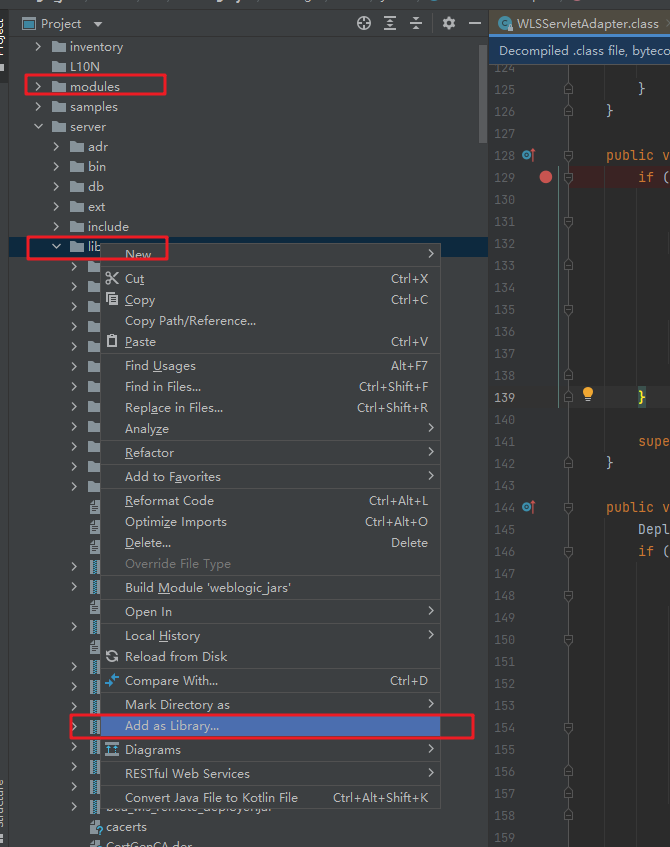 Project
WLSServletAdapter.class
Decompiled .class file, byteco
inventory
L10N
modules
samples
server
adr
bin
db
ext
include
lib
New
Cut Ctrl+X
Copy Ctrl+C
Copy Path/Reference...
Paste Ctrl+V
Find Usages Alt+F7
Find in Files... Ctrl+Shift+F
Replace in Files... Ctrl+Shift+R
Analyze
Refactor
Add to Favorites
Reformat Code Ctrl+Alt+L
Optimize Imports Ctrl+Alt+O
Delete... Delete
Override File Type
Build Module 'weblogic_jars'
Open In
Local History
Reload from Disk
Compare With... Ctrl+D
Mark Directory as
Add as Library...
Diagrams
RESTful Web Services
Convert Java File to Kotlin File Ctrl+Alt+Shift+K
cacerts
CertGenCA.der
124
125 }
126 }
127
128 public v
129 if (
130
131
132
133
134
135
136
137
138
139 }
140
141 supe
142 }
143
144 public v
145 Depl
146 if (
147
148
149
150
151
152
153
154
155
156
157
158
159
Project
Structure